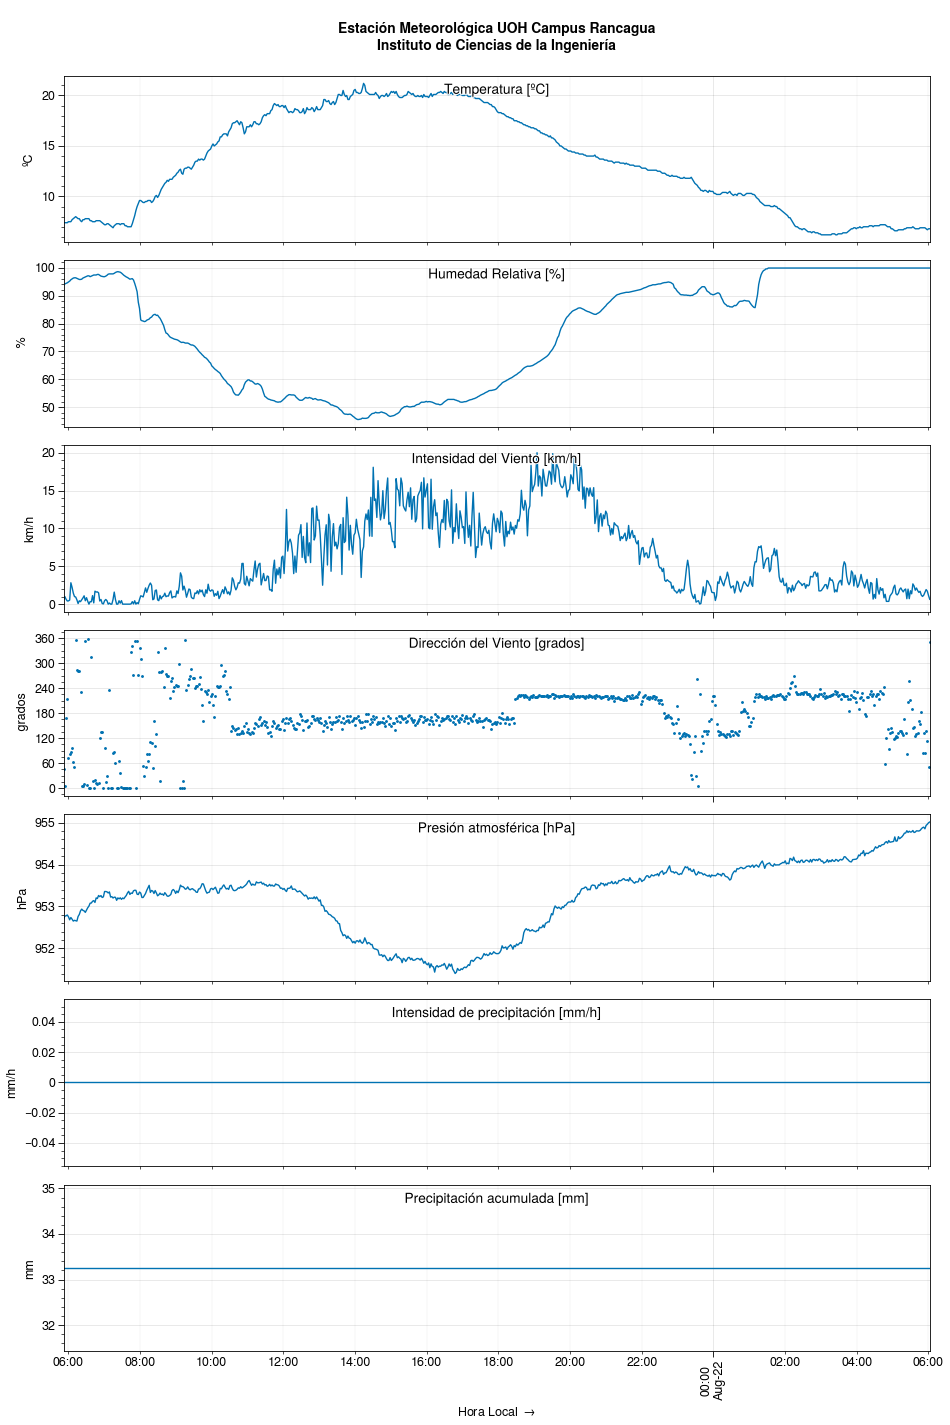 Estación Meteorológica UOH Campus Rancagua
Instituto de Ciencias de la Ingeniería
Temperatura [ºC]
ºC
20
15
10
Humedad Relativa [%]
%
100
90
80
70
60
50
Intensidad del Viento [km/h]
km/h
20
15
10
5
0
Dirección del Viento [grados]
grados
360
300
240
180
120
60
0
Presión atmosférica [hPa]
hPa
955
954
953
952
Intensidad de precipitación [mm/h]
mm/h
0.04
0.02
0
−0.02
−0.04
Precipitación acumulada [mm]
mm
35
34
33
32
06:00 08:00 10:00 12:00 14:00 16:00 18:00 20:00 22:00 00:00 02:00 04:00 06:00
Aug-22
Hora Local →